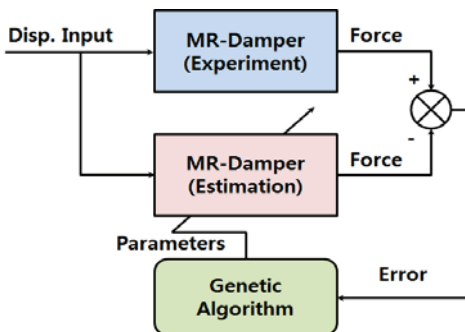 Disp. Input
MR-Damper
(Experiment)
Force
+
-
MR-Damper
(Estimation)
Force
Parameters
Genetic
Algorithm
Error